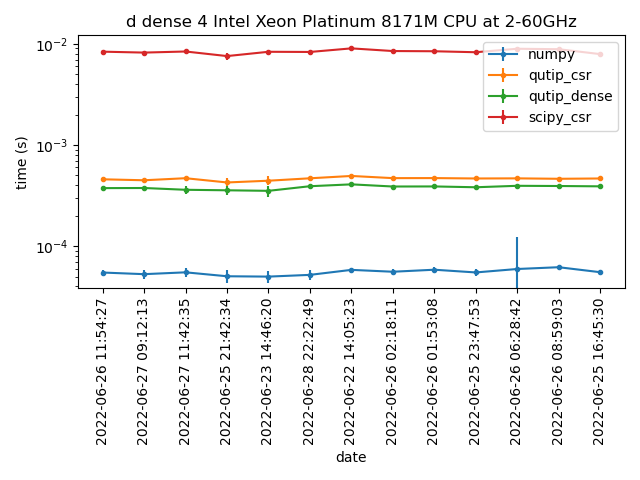 d dense 4 Intel Xeon Platinum 8171M CPU at 2-60GHz
time (s)
10⁻²
10⁻³
10⁻⁴
numpy
qutip_csr
qutip_dense
scipy_csr
2022-06-26 11:54:27
2022-06-27 09:12:13
2022-06-27 11:42:35
2022-06-25 21:42:34
2022-06-23 14:46:20
2022-06-28 22:22:49
2022-06-22 14:05:23
2022-06-26 02:18:11
2022-06-26 01:53:08
2022-06-25 23:47:53
2022-06-26 06:28:42
2022-06-26 08:59:03
2022-06-25 16:45:30
date